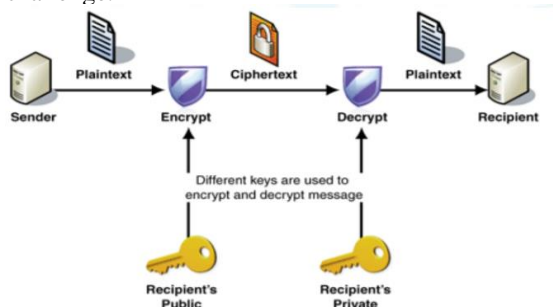 Plaintext
Ciphertext
Plaintext
Sender
Encrypt
Decrypt
Recipient
Different keys are used to
encrypt and decrypt message
Recipient's
Public
Recipient's
Private